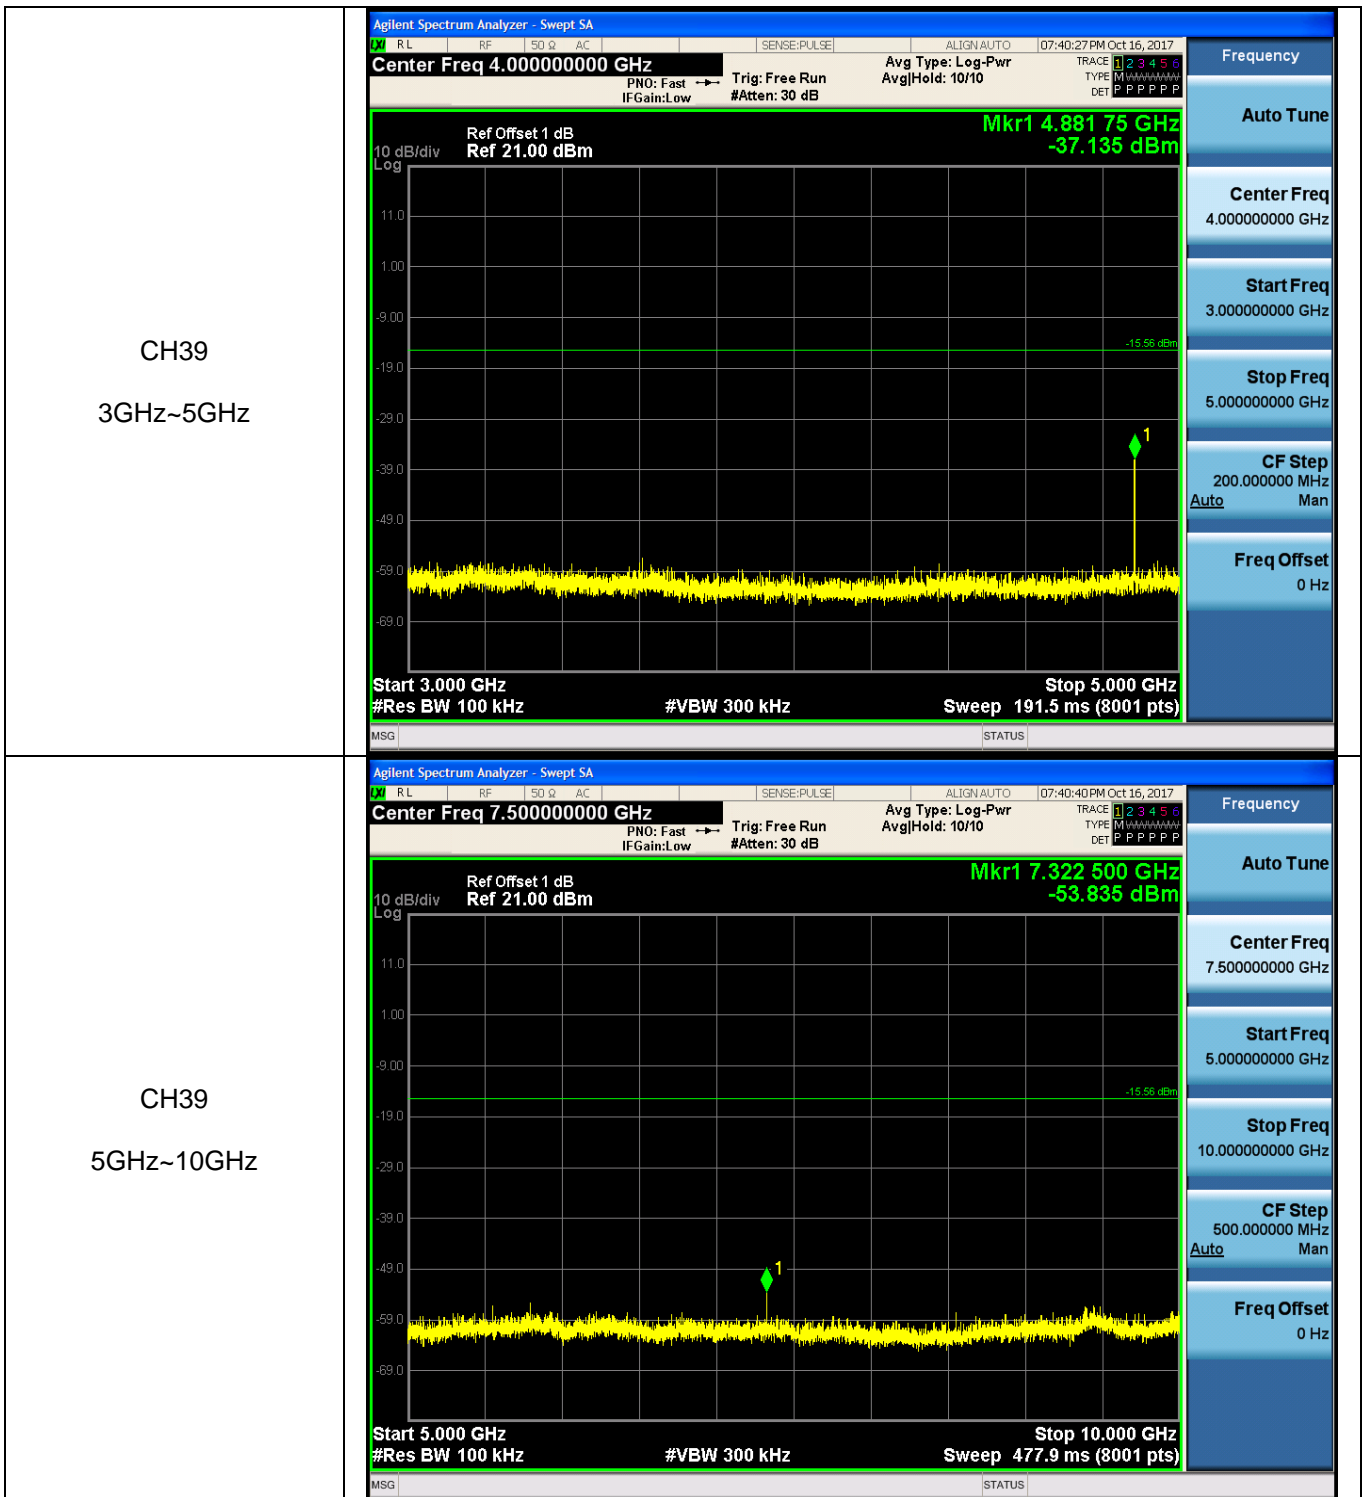 CH39
3GHz~5GHz
Agilent Spectrum Analyzer - Swept SA
LXI RL RF 50 Ω AC SENSE:PULSE ALIGN AUTO 07:40:27 PM Oct 16, 2017
Center Freq 4.000000000 GHz
PNO: Fast
IFGain:Low
Trig: Free Run
#Atten: 30 dB
Avg Type: Log-Pwr
Avg|Hold: 10/10
TRACE 1 2 3 4 5 6
TYPE M
DET P P P P P P
Mkr1 4.881 75 GHz
-37.135 dBm
Ref Offset 1 dB
10 dB/div Ref 21.00 dBm
Log
11.0
1.00
-9.00
-15.56 dBm
-19.0
-29.0
1
-39.0
-49.0
-59.0
-69.0
Start 3.000 GHz Stop 5.000 GHz
#Res BW 100 kHz #VBW 300 kHz Sweep 191.5 ms (8001 pts)
MSG STATUS
Frequency
Auto Tune
Center Freq
4.000000000 GHz
Start Freq
3.000000000 GHz
Stop Freq
5.000000000 GHz
CF Step
200.000000 MHz
Auto Man
Freq Offset
0 Hz
CH39
5GHz~10GHz
Agilent Spectrum Analyzer - Swept SA
LXI RL RF 50 Ω AC SENSE:PULSE ALIGN AUTO 07:40:40 PM Oct 16, 2017
Center Freq 7.500000000 GHz
PNO: Fast
IFGain:Low
Trig: Free Run
#Atten: 30 dB
Avg Type: Log-Pwr
Avg|Hold: 10/10
TRACE 1 2 3 4 5 6
TYPE M
DET P P P P P P
Mkr1 7.322 500 GHz
-53.835 dBm
Ref Offset 1 dB
10 dB/div Ref 21.00 dBm
Log
11.0
1.00
-9.00
-15.56 dBm
-19.0
-29.0
-39.0
-49.0
1
-59.0
-69.0
Start 5.000 GHz Stop 10.000 GHz
#Res BW 100 kHz #VBW 300 kHz Sweep 477.9 ms (8001 pts)
MSG STATUS
Frequency
Auto Tune
Center Freq
7.500000000 GHz
Start Freq
5.000000000 GHz
Stop Freq
10.000000000 GHz
CF Step
500.000000 MHz
Auto Man
Freq Offset
0 Hz